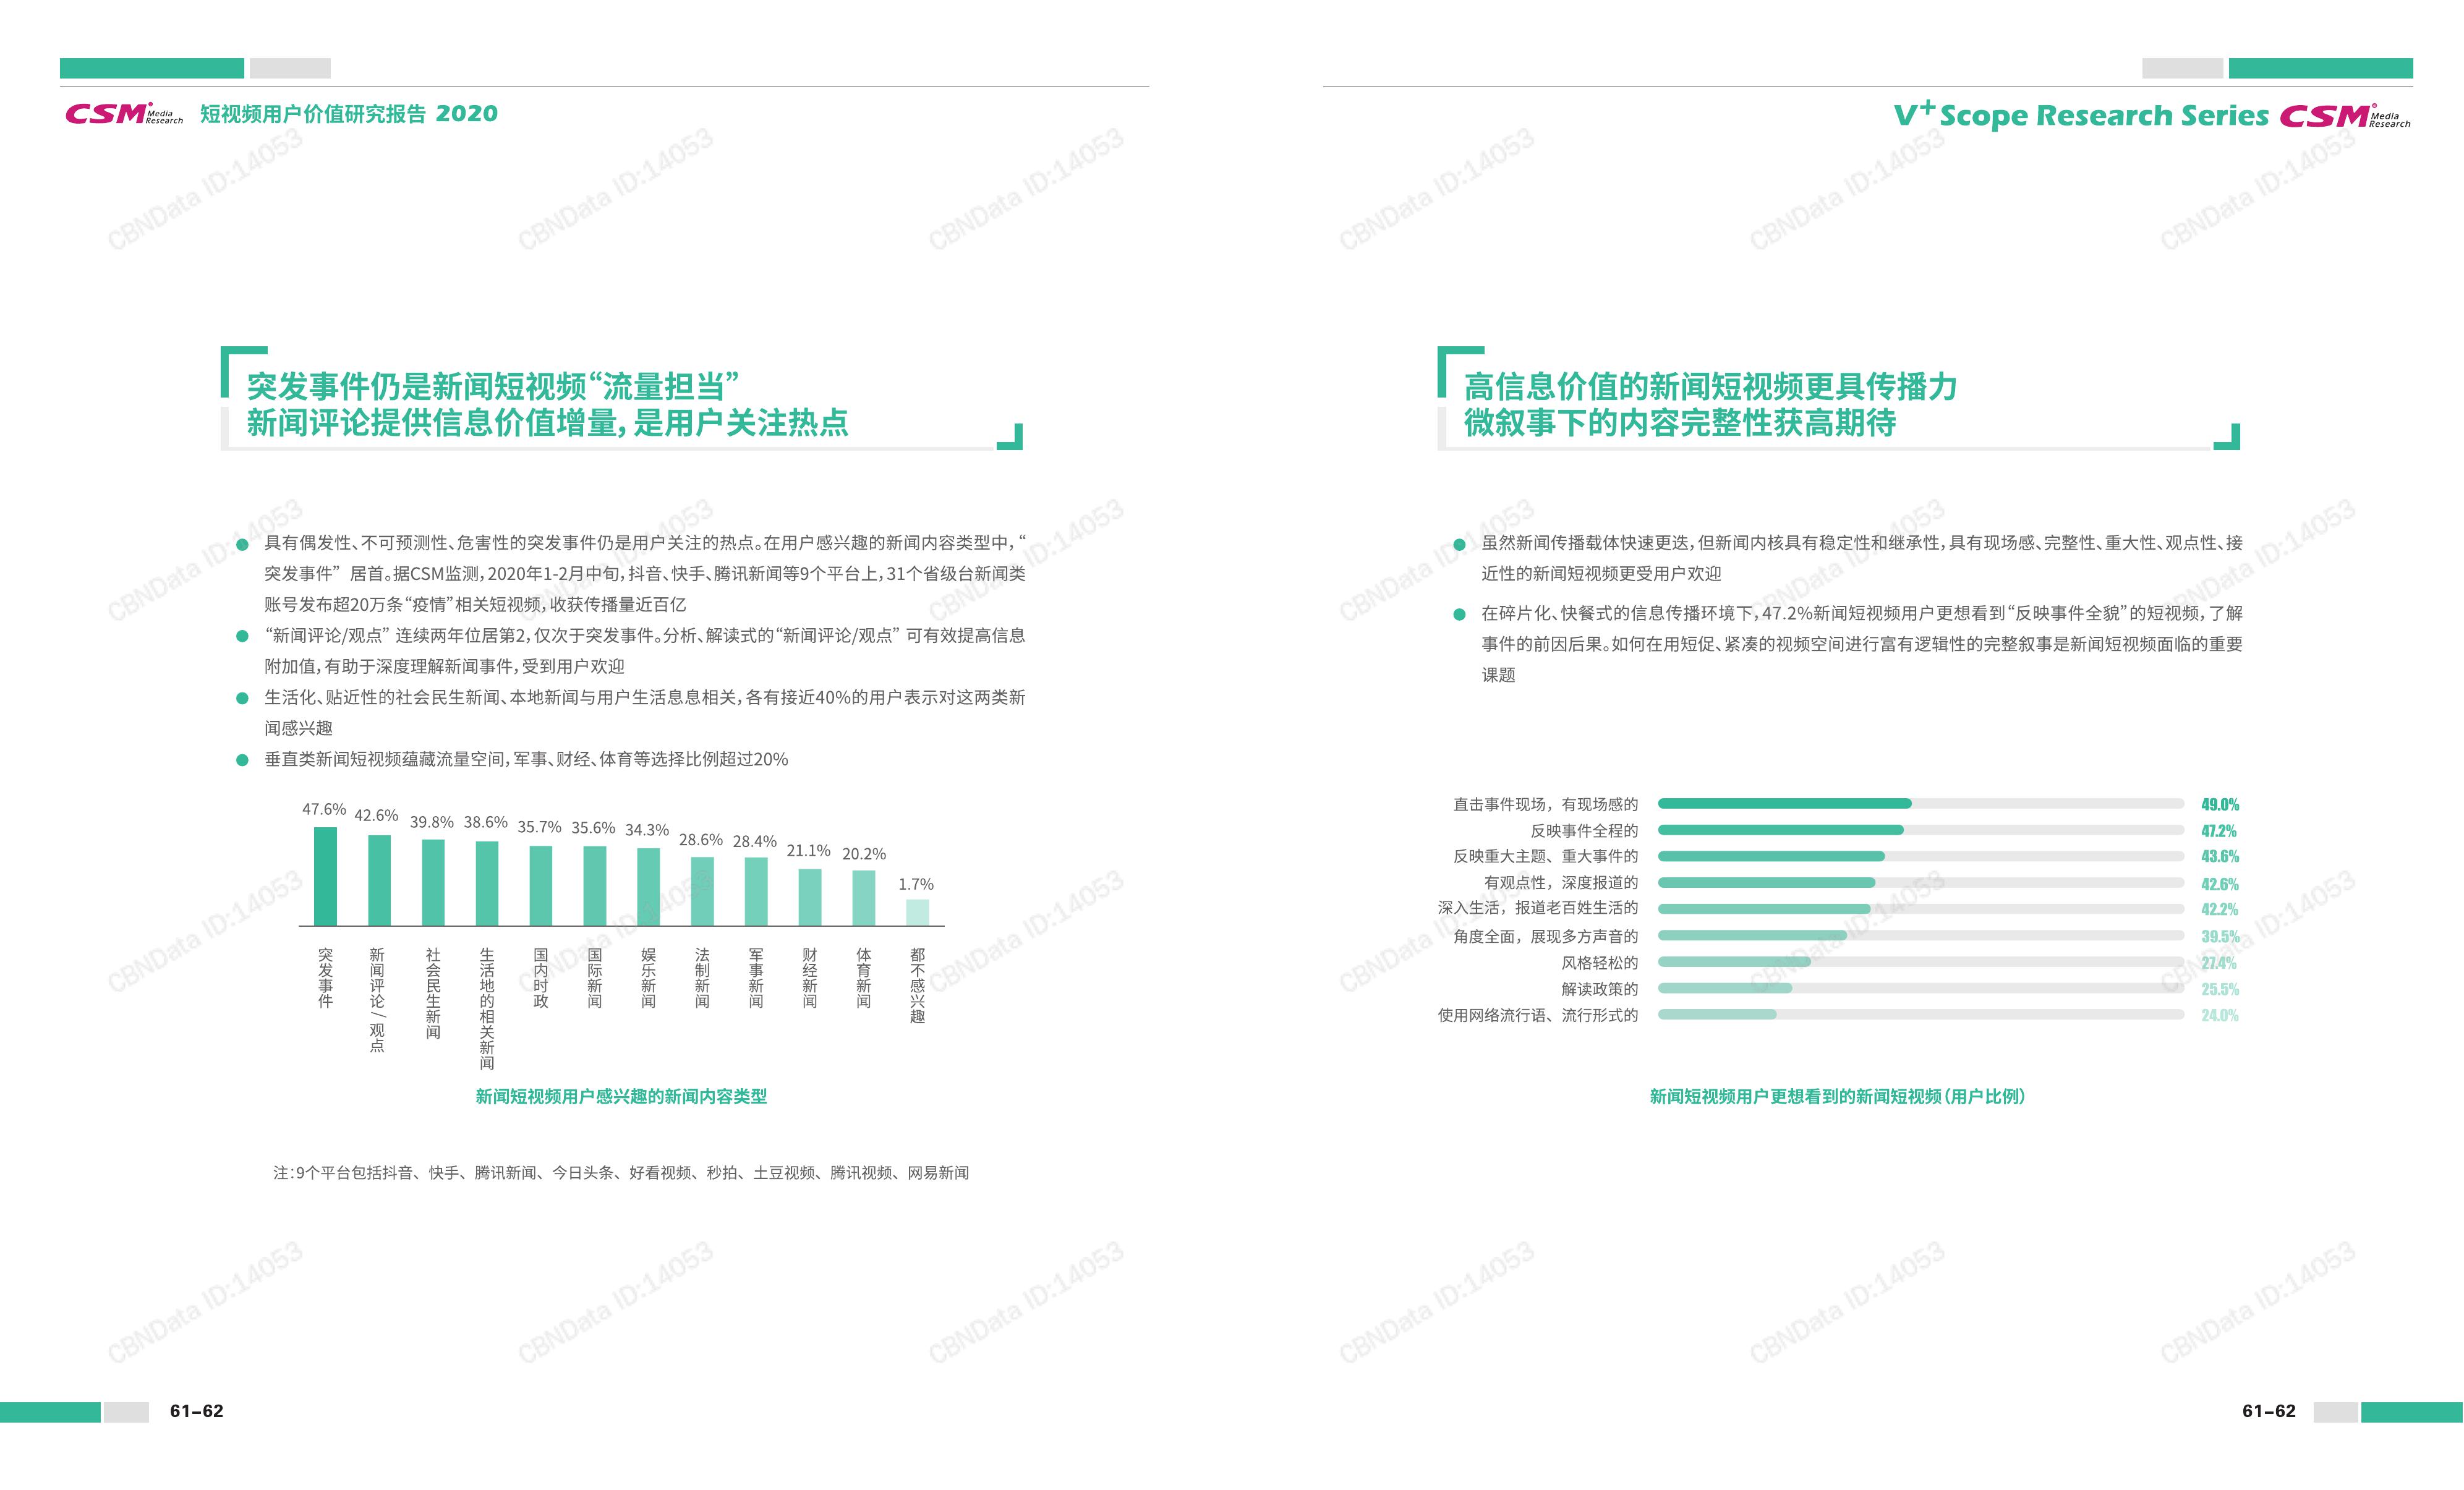 CSM Media Research 短视频用户价值研究报告 2020
突发事件仍是新闻短视频“流量担当”
新闻评论提供信息价值增量，是用户关注热点
具有偶发性、不可预测性、危害性的突发事件仍是用户关注的热点。在用户感兴趣的新闻内容类型中，“
突发事件” 居首。据CSM监测，2020年1-2月中旬，抖音、快手、腾讯新闻等9个平台上，31个省级台新闻类
账号发布超20万条“疫情”相关短视频，收获传播量近百亿
“新闻评论/观点” 连续两年位居第2，仅次于突发事件。分析、解读式的“新闻评论/观点” 可有效提高信息
附加值，有助于深度理解新闻事件，受到用户欢迎
生活化、贴近性的社会民生新闻、本地新闻与用户生活息息相关，各有接近40%的用户表示对这两类新
闻感兴趣
垂直类新闻短视频蕴藏流量空间，军事、财经、体育等选择比例超过20%
47.6% 42.6% 39.8% 38.6% 35.7% 35.6% 34.3% 28.6% 28.4% 21.1% 20.2% 1.7%
突发事件
新闻评论/观点
社会民生新闻
生活地的相关新闻
国内时政
国际新闻
娱乐新闻
法制新闻
军事新闻
财经新闻
体育新闻
都不感兴趣
新闻短视频用户感兴趣的新闻内容类型
注：9个平台包括抖音、快手、腾讯新闻、今日头条、好看视频、秒拍、土豆视频、腾讯视频、网易新闻
61-62
V+Scope Research Series CSM Media Research
高信息价值的新闻短视频更具传播力
微叙事下的内容完整性获高期待
虽然新闻传播载体快速更迭，但新闻内核具有稳定性和继承性，具有现场感、完整性、重大性、观点性、接
近性的新闻短视频更受用户欢迎
在碎片化、快餐式的信息传播环境下，47.2%新闻短视频用户更想看到“反映事件全貌”的短视频，了解
事件的前因后果。如何在用短促、紧凑的视频空间进行富有逻辑性的完整叙事是新闻短视频面临的重要
课题
直击事件现场，有现场感的 49.0%
反映事件全程的 47.2%
反映重大主题、重大事件的 43.6%
有观点性，深度报道的 42.6%
深入生活，报道老百姓生活的 42.2%
角度全面，展现多方声音的 39.5%
风格轻松的 27.4%
解读政策的 25.5%
使用网络流行语、流行形式的 24.0%
新闻短视频用户更想看到的新闻短视频（用户比例）
61-62
CBNData ID:14053